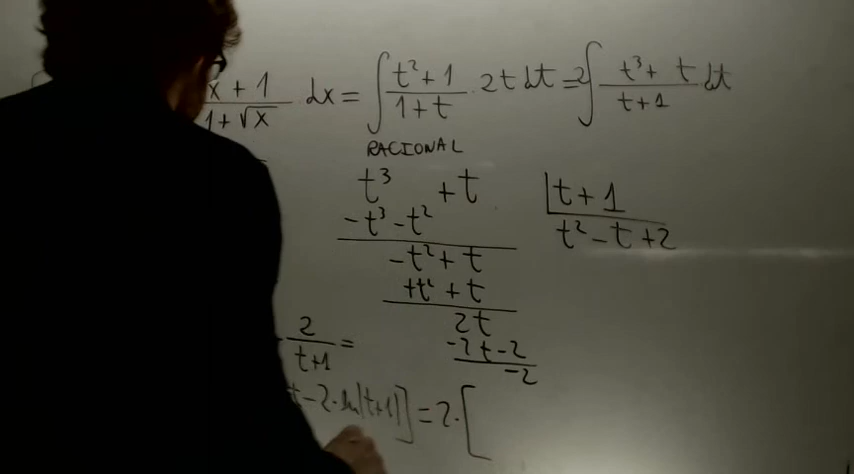 x + 1 / 1 + √x dx = ∫ t² + 1 / 1 + t · 2t dt = 2∫ t³ + t / t + 1 dt
RACIONAL
t³ + t | t + 1
-t³ - t² t² - t + 2
-t² + t
+t² + t
2t
-2t - 2
-2
2 / t+1 =
t - 2·ln|t+1|] = 2·[